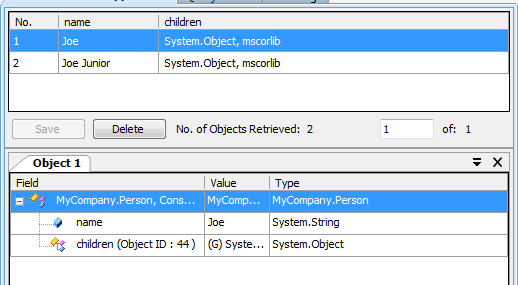 No. name children
1 Joe System.Object, mscorlib
2 Joe Junior System.Object, mscorlib
Save Delete No. of Objects Retrieved: 2 1 of: 1
Object 1
Field Value Type
MyCompany.Person, Cons... MyComp... MyCompany.Person
name Joe System.String
children (Object ID : 44 ) (G) Syste... System.Object